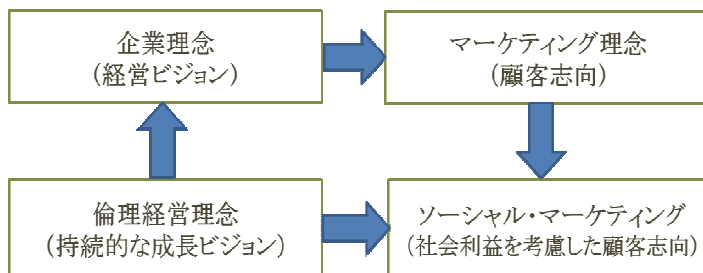 企業理念
（経営ビジョン）
マーケティング理念
（顧客志向）
倫理経営理念
（持続的な成長ビジョン）
ソーシャル・マーケティング
（社会利益を考慮した顧客志向）